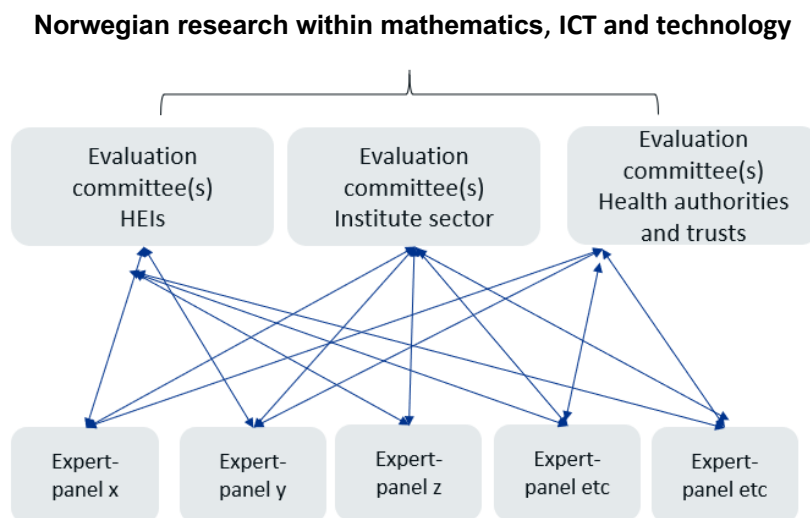 Norwegian research within mathematics, ICT and technology
Evaluation
committee(s)
HEIs
Evaluation
committee(s)
Institute sector
Evaluation
committee(s)
Health authorities
and trusts
Expert-
panel x
Expert-
panel y
Expert-
panel z
Expert-
panel etc
Expert-
panel etc